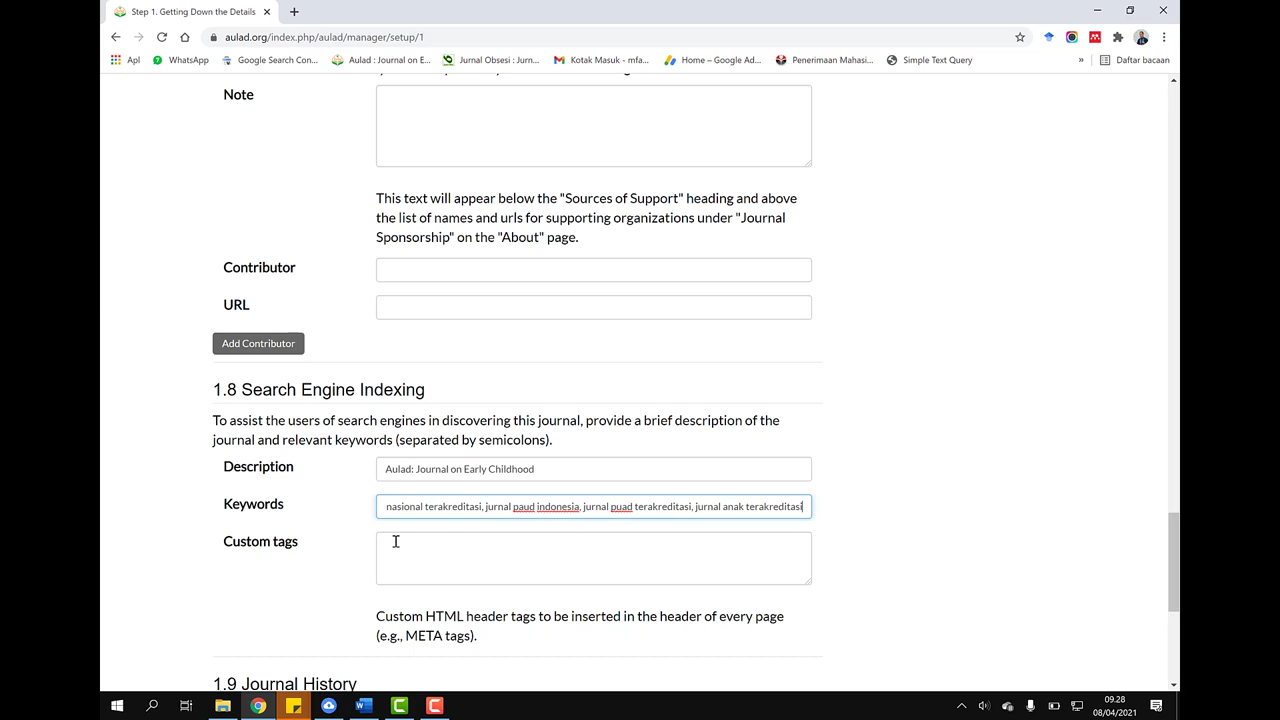 Step 1. Getting Down the Details
aulad.org/index.php/aulad/manager/setup/1
Apl
WhatsApp
Google Search Con...
Aulad : Journal on E...
Jurnal Obsesi : Jurn...
Kotak Masuk - mfa...
Home – Google Ad...
Penerimaan Mahasi...
Simple Text Query
»
Daftar bacaan
Note
This text will appear below the "Sources of Support" heading and above
the list of names and urls for supporting organizations under "Journal
Sponsorship" on the "About" page.
Contributor
URL
Add Contributor
1.8 Search Engine Indexing
To assist the users of search engines in discovering this journal, provide a brief description of the
journal and relevant keywords (separated by semicolons).
Description
Aulad: Journal on Early Childhood
Keywords
nasional terakreditasi, jurnal paud indonesia, jurnal puad terakreditasi, jurnal anak terakreditasi
Custom tags
Custom HTML header tags to be inserted in the header of every page
(e.g., META tags).
1.9 Journal History
09.28
08/04/2021